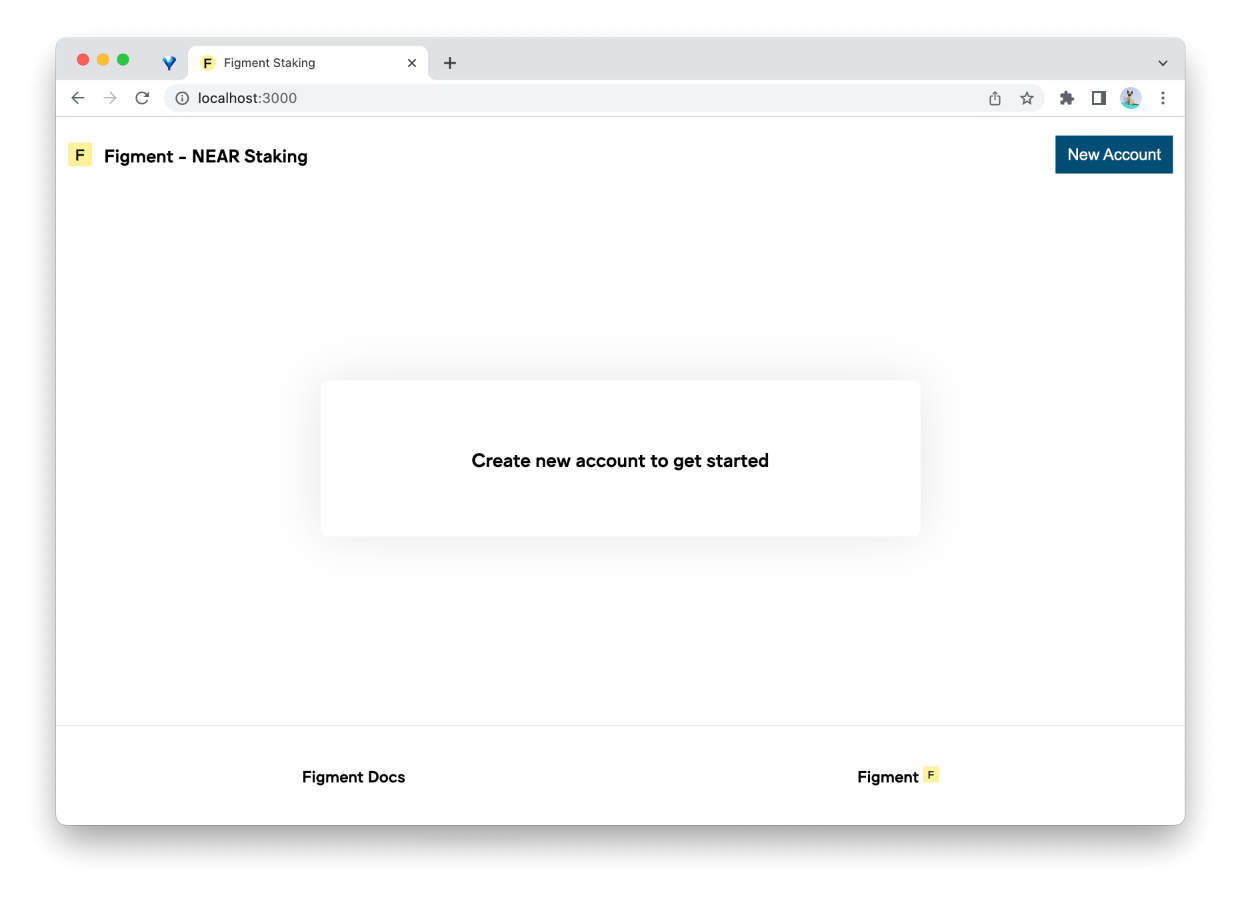 F Figment Staking
localhost:3000
F Figment – NEAR Staking
New Account
Create new account to get started
Figment Docs
Figment F